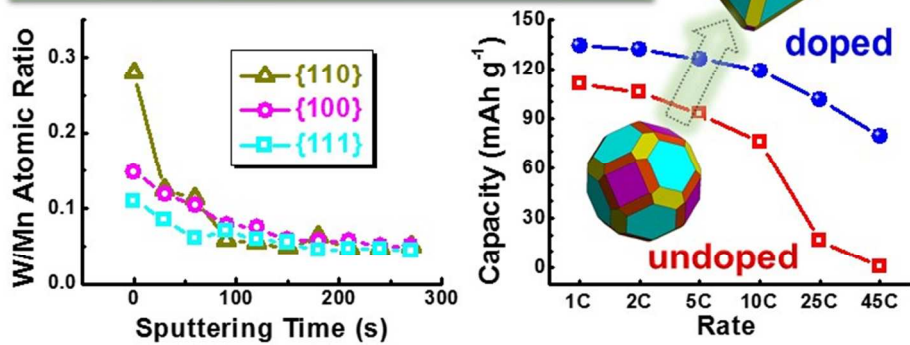 W/Mn Atomic Ratio
0.3
0.2
0.1
0.0
{110}
{100}
{111}
0
100
200
300
Sputtering Time (s)
Capacity (mAh g⁻¹)
150
120
90
60
30
0
doped
undoped
1C
2C
5C
10C
25C
45C
Rate